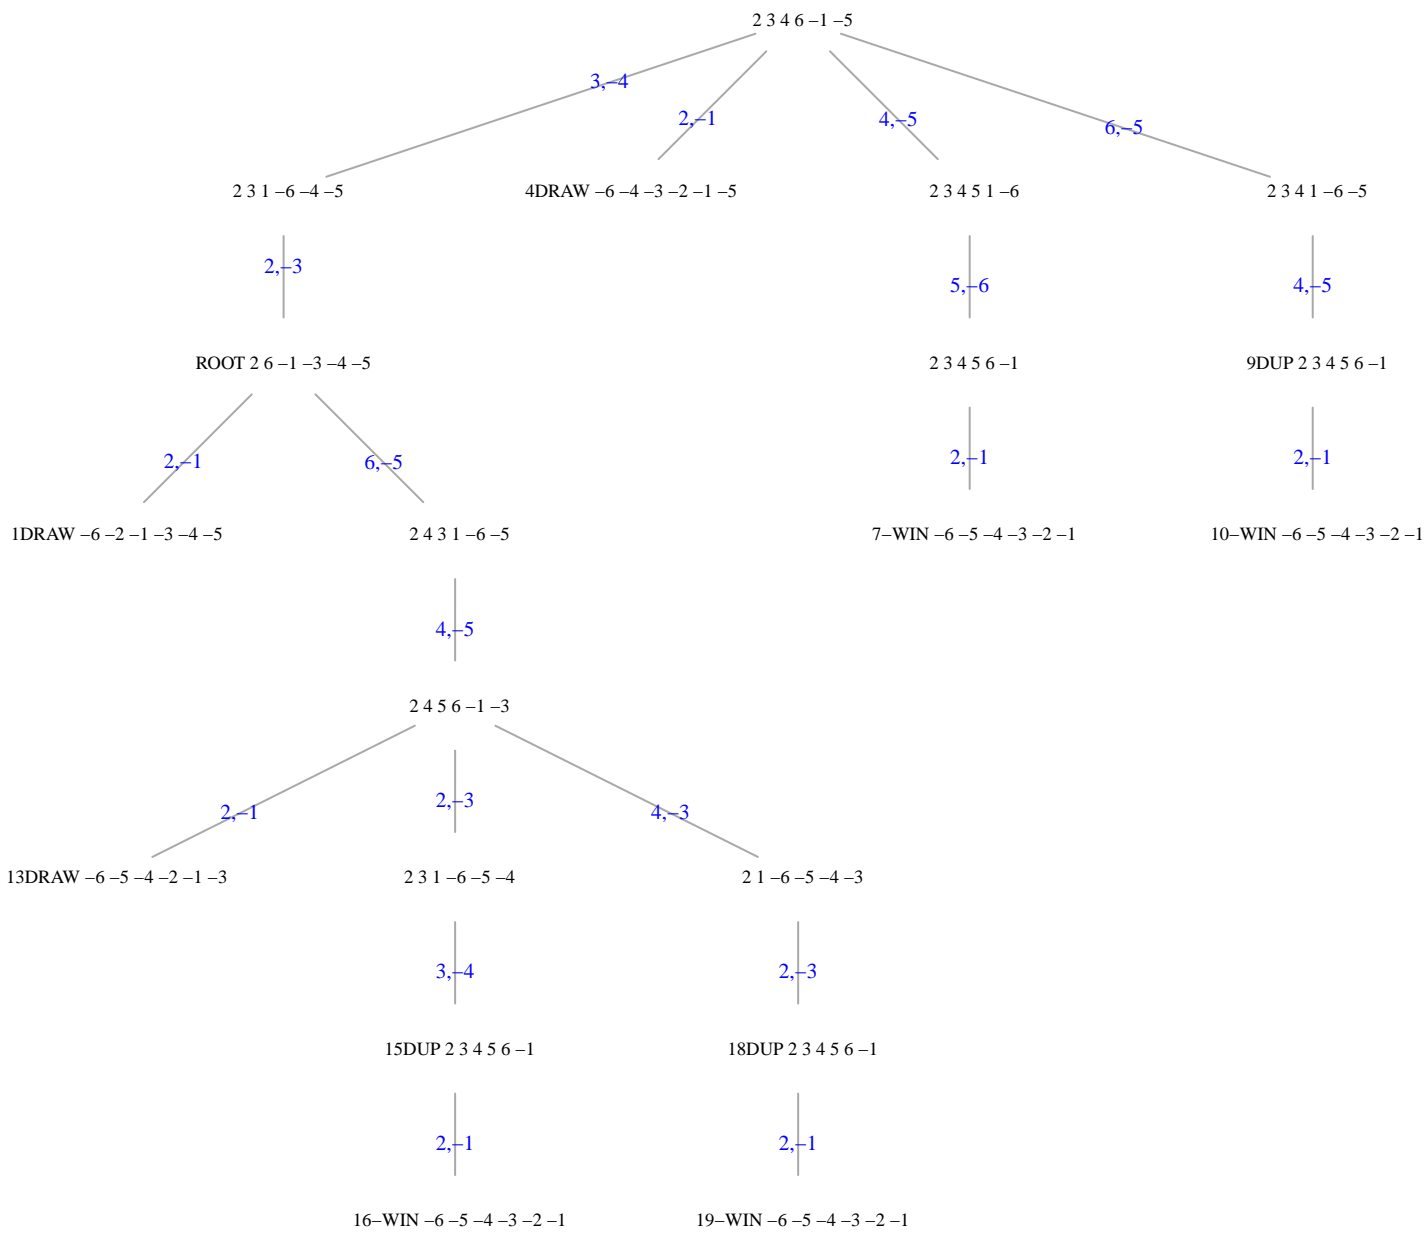 2 3 4 6 –1 –5
3,–4
2,–1
4,–5
6,–5
2 3 1 –6 –4 –5
4DRAW –6 –4 –3 –2 –1 –5
2 3 4 5 1 –6
2 3 4 1 –6 –5
2,–3
5,–6
4,–5
ROOT 2 6 –1 –3 –4 –5
2 3 4 5 6 –1
9DUP 2 3 4 5 6 –1
2,–1
6,–5
2,–1
2,–1
1DRAW –6 –2 –1 –3 –4 –5
2 4 3 1 –6 –5
7–WIN –6 –5 –4 –3 –2 –1
10–WIN –6 –5 –4 –3 –2 –1
4,–5
2 4 5 6 –1 –3
2,–1
2,–3
4,–3
13DRAW –6 –5 –4 –2 –1 –3
2 3 1 –6 –5 –4
2 1 –6 –5 –4 –3
3,–4
2,–3
15DUP 2 3 4 5 6 –1
18DUP 2 3 4 5 6 –1
2,–1
2,–1
16–WIN –6 –5 –4 –3 –2 –1
19–WIN –6 –5 –4 –3 –2 –1